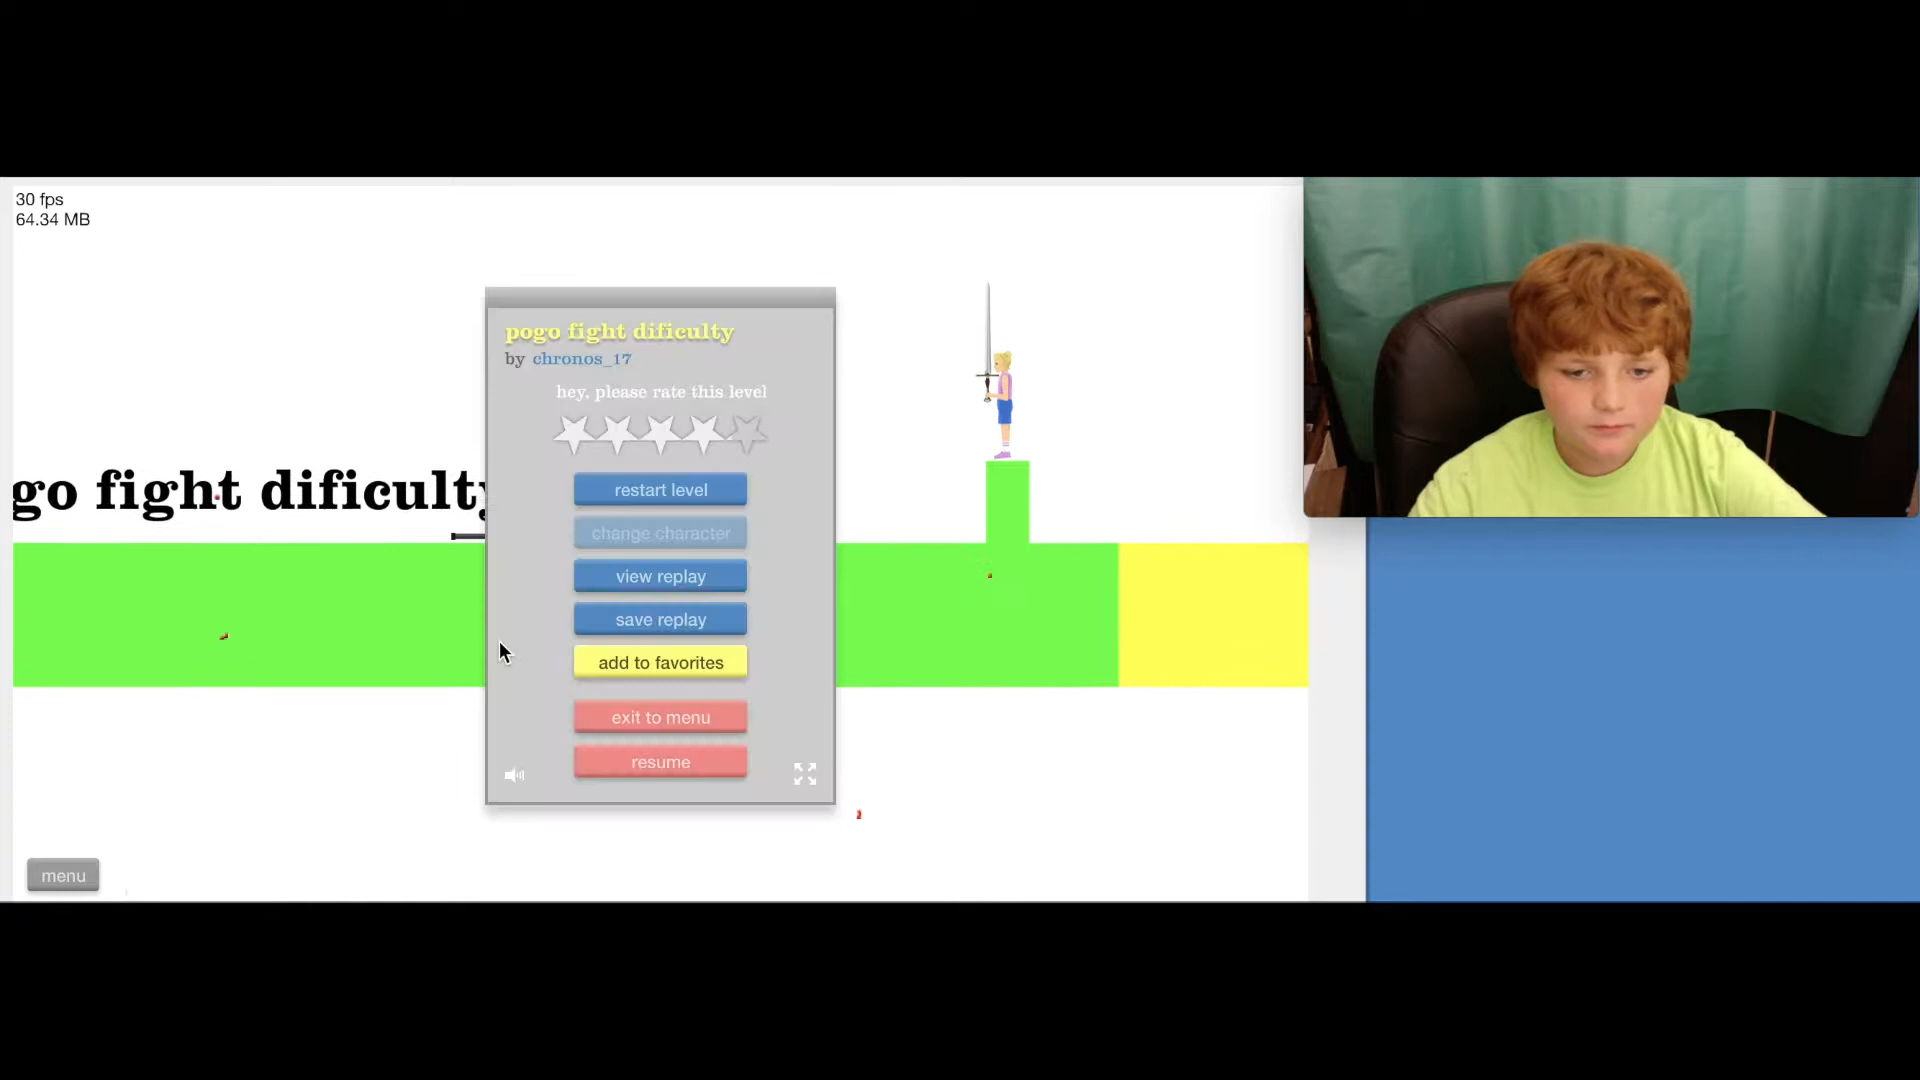 30 fps
64.34 MB
pogo fight dificulty
by chronos_17
hey, please rate this level
go fight dificulty
restart level
change character
view replay
save replay
add to favorites
exit to menu
resume
menu